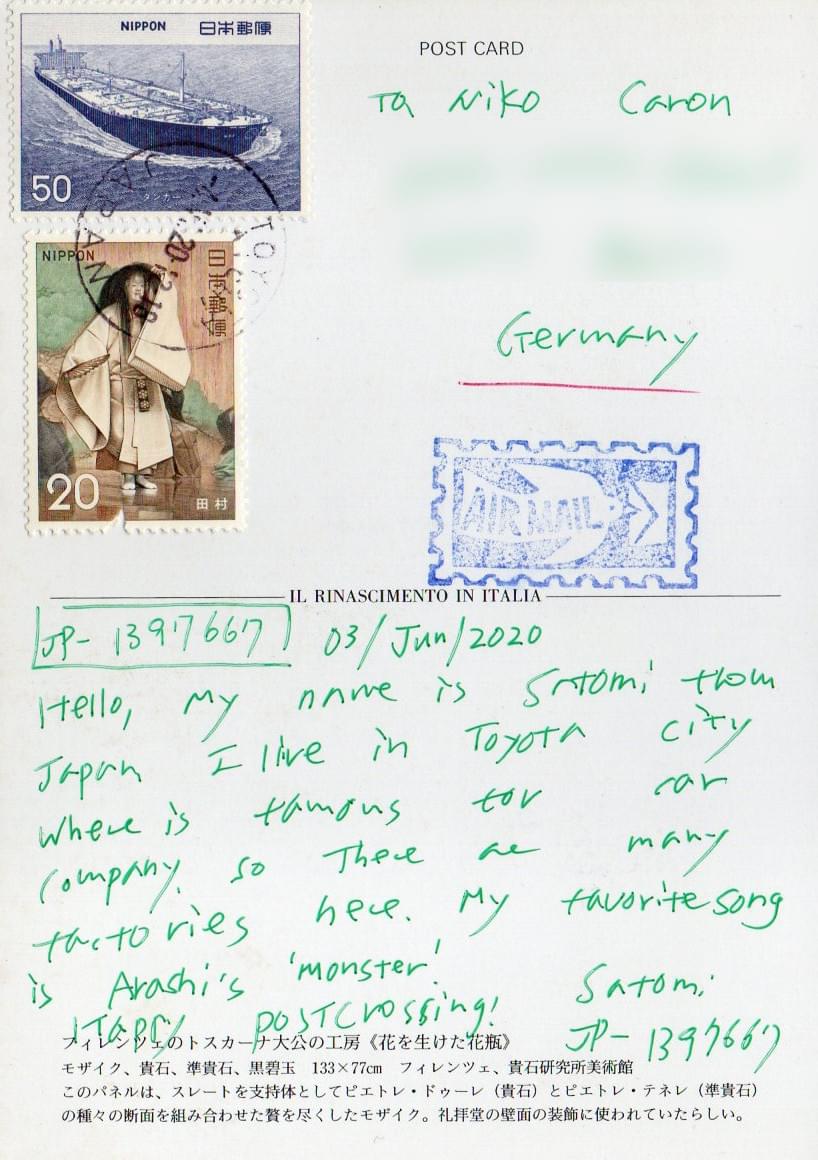 NIPPON 日本郵便
50
タンカー
NIPPON
日本郵便
20
田村
JAPAN
TOYOTA
POST CARD
To Niko Caron
Germany
AIR MAIL
IL RINASCIMENTO IN ITALIA
JP-1397667 03/Jun/2020
Hello, my name is Satomi from
Japan I live in Toyota city
where is famous for car
company. so there are many
factories here. My favorite song
is Arashi's 'monster'.
Happy postcrossing! Satomi
JP-1397667
フィレンツェのトスカーナ大公の工房《花を生けた花瓶》
モザイク、貴石、準貴石、黒碧玉 133×77㎝ フィレンツェ、貴石研究所美術館
このパネルは、スレートを支持体としてピエトレ・ドゥーレ（貴石）とピエトレ・テネレ（準貴石）
の種々の断面を組み合わせた贅を尽くしたモザイク。礼拝堂の壁面の装飾に使われていたらしい。